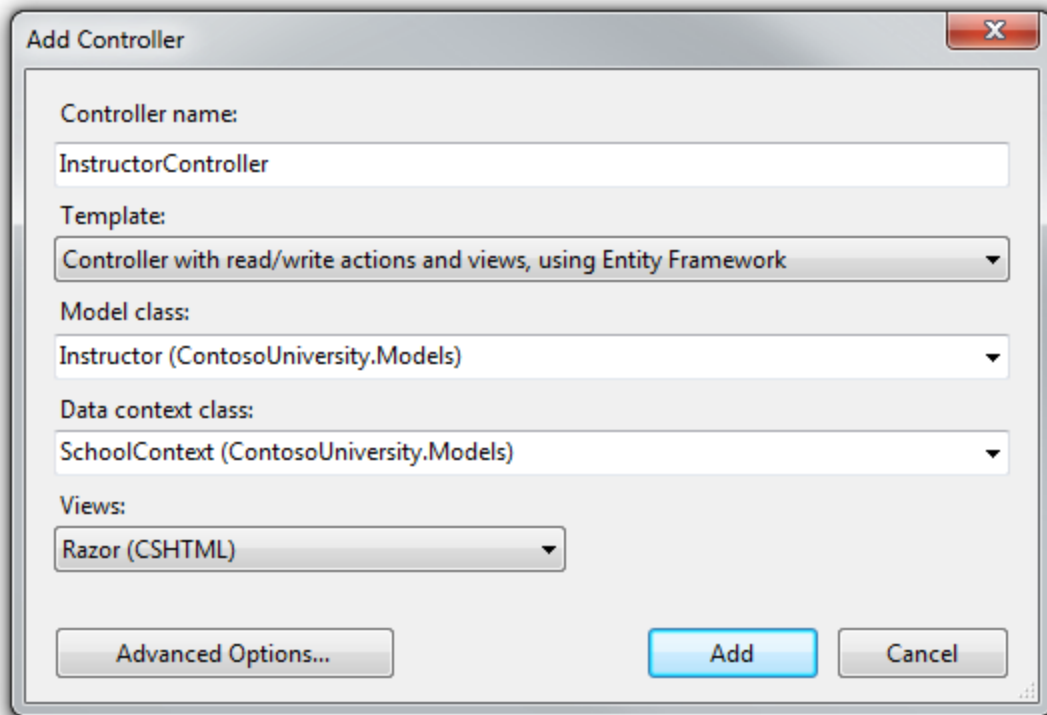 Add Controller
Controller name:
InstructorController
Template:
Controller with read/write actions and views, using Entity Framework
Model class:
Instructor (ContosoUniversity.Models)
Data context class:
SchoolContext (ContosoUniversity.Models)
Views:
Razor (CSHTML)
Advanced Options... Add Cancel